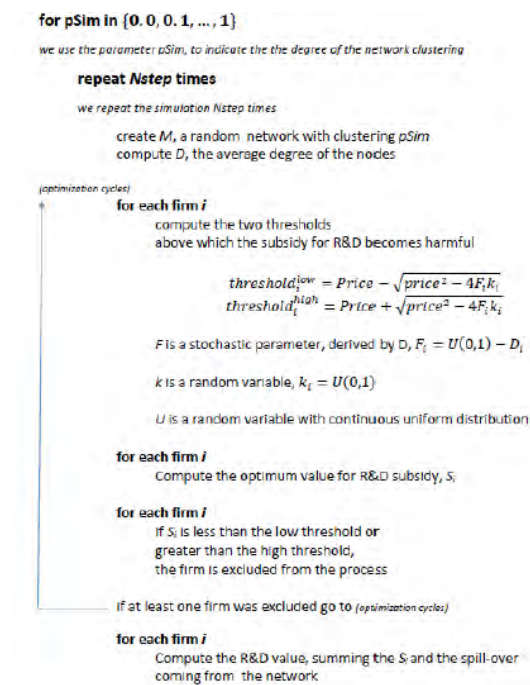 for pSim in {0.0, 0.1, ..., 1}
we use the parameter pSim, to indicate the the degree of the network clustering
repeat Nstep times
we repeat the simulation Nstep times
create M, a random network with clustering pSim
compute D, the average degree of the nodes
(optimization cycles)
for each firm i
compute the two thresholds
above which the subsidy for R&D becomes harmful
threshold_i^low = Price − √(price² − 4F_i k_i)
threshold_i^high = Price + √(price² − 4F_i k_i)
F is a stochastic parameter, derived by D, F_i = U(0,1) − D_i
k is a random variable, k_i = U(0,1)
U is a random variable with continuous uniform distribution
for each firm i
Compute the optimum value for R&D subsidy, S_i
for each firm i
If S_i is less than the low threshold or
greater than the high threshold,
the firm is excluded from the process
If at least one firm was excluded go to (optimization cycles)
for each firm i
Compute the R&D value, summing the S_i and the spill-over
coming from the network